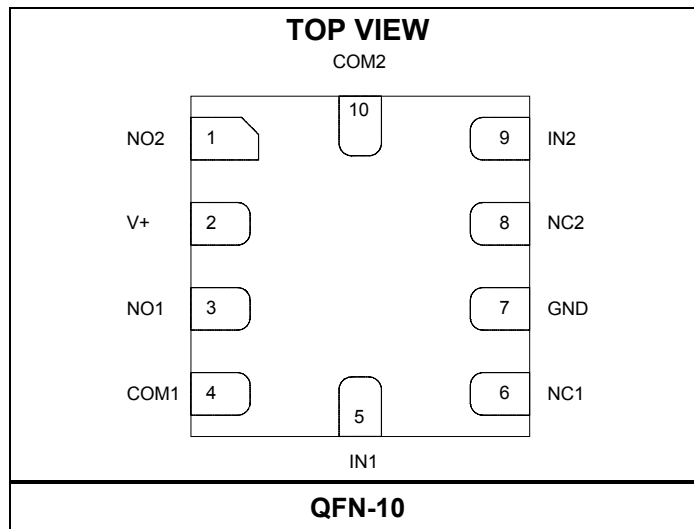 TOP VIEW
COM2
10
NO2 1 9 IN2
V+ 2 8 NC2
NO1 3 7 GND
COM1 4 6 NC1
5
IN1
QFN-10